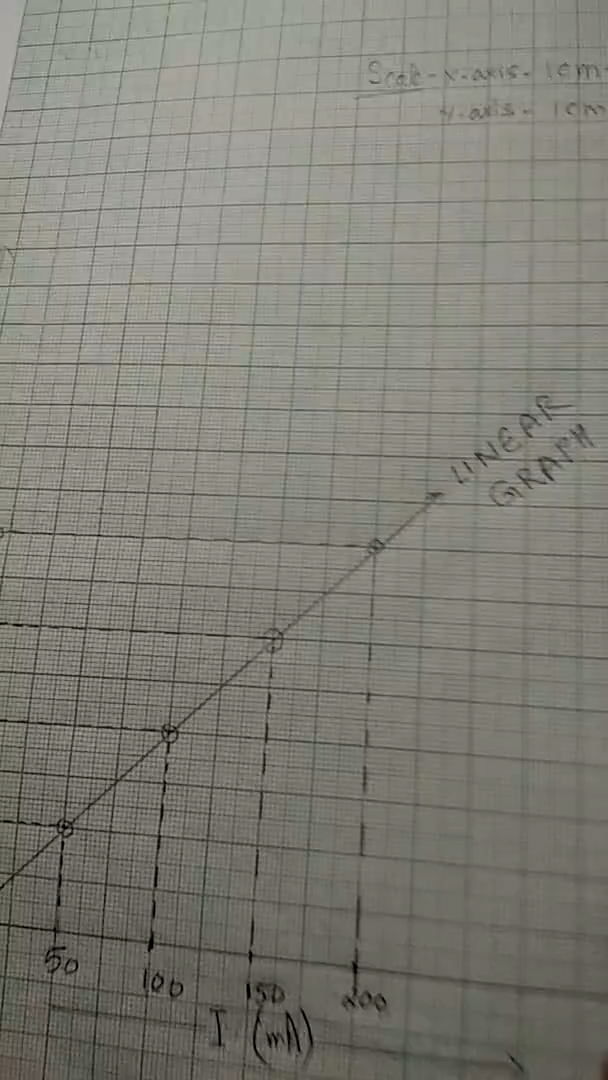 Scale - x-axis - 1cm
y-axis - 1cm
LINEAR
GRAPH
50
100
150
200
I (mA)